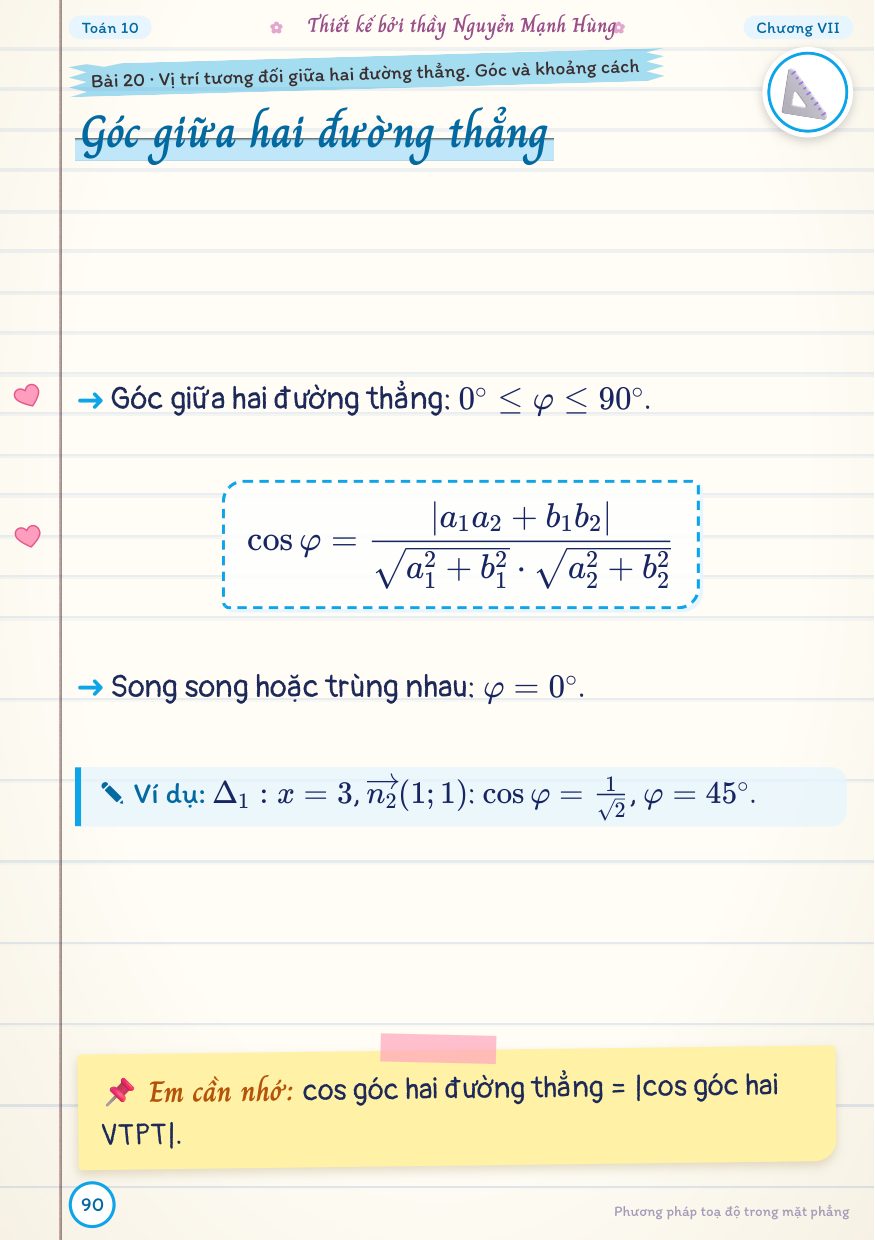 Toán 10
Thiết kế bởi thầy Nguyễn Mạnh Hùng
Chương VII
Bài 20 · Vị trí tương đối giữa hai đường thẳng. Góc và khoảng cách
Góc giữa hai đường thẳng
→ Góc giữa hai đường thẳng: 0° ≤ φ ≤ 90°.
cos φ = |a₁a₂ + b₁b₂| / (√(a₁² + b₁²) · √(a₂² + b₂²))
→ Song song hoặc trùng nhau: φ = 0°.
Ví dụ: Δ₁ : x = 3, n₂→(1; 1): cos φ = 1/√2, φ = 45°.
Em cần nhớ: cos góc hai đường thẳng = |cos góc hai
VTPT|.
90
Phương pháp toạ độ trong mặt phẳng